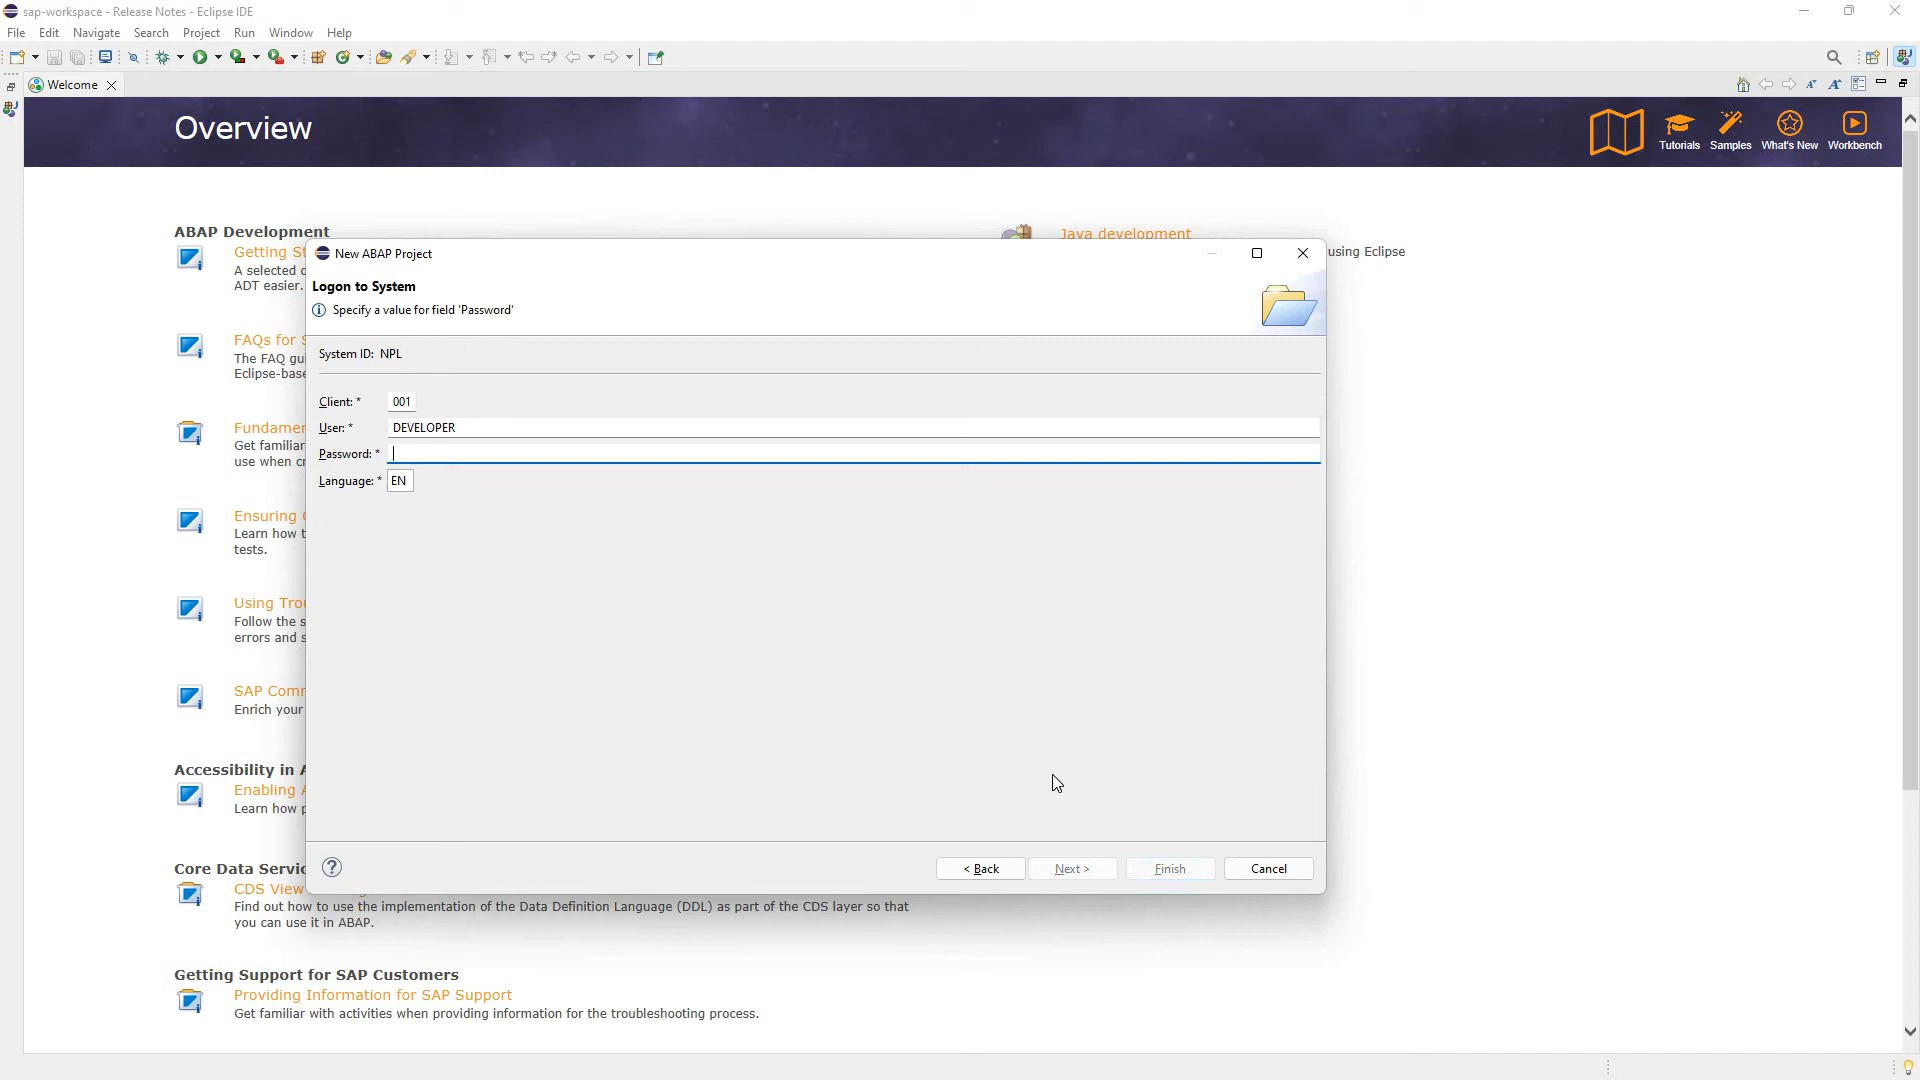 sap-workspace - Release Notes - Eclipse IDE
File Edit Navigate Search Project Run Window Help
Welcome
Overview
Tutorials Samples What's New Workbench
ABAP Development
Getting St
A selected
ADT easier.
Java development
using Eclipse
New ABAP Project
Logon to System
Specify a value for field 'Password'
System ID: NPL
Client: * 001
User: * DEVELOPER
Password: *
Language: * EN
FAQs for
The FAQ gu
Eclipse-base
Fundamen
Get familiar
use when c
Ensuring
Learn how t
tests.
Using Trou
Follow the s
errors and s
SAP Comm
Enrich your
Accessibility in A
Enabling
Learn how p
< Back Next > Finish Cancel
Core Data Servic
CDS View
Find out how to use the implementation of the Data Definition Language (DDL) as part of the CDS layer so that
you can use it in ABAP.
Getting Support for SAP Customers
Providing Information for SAP Support
Get familiar with activities when providing information for the troubleshooting process.